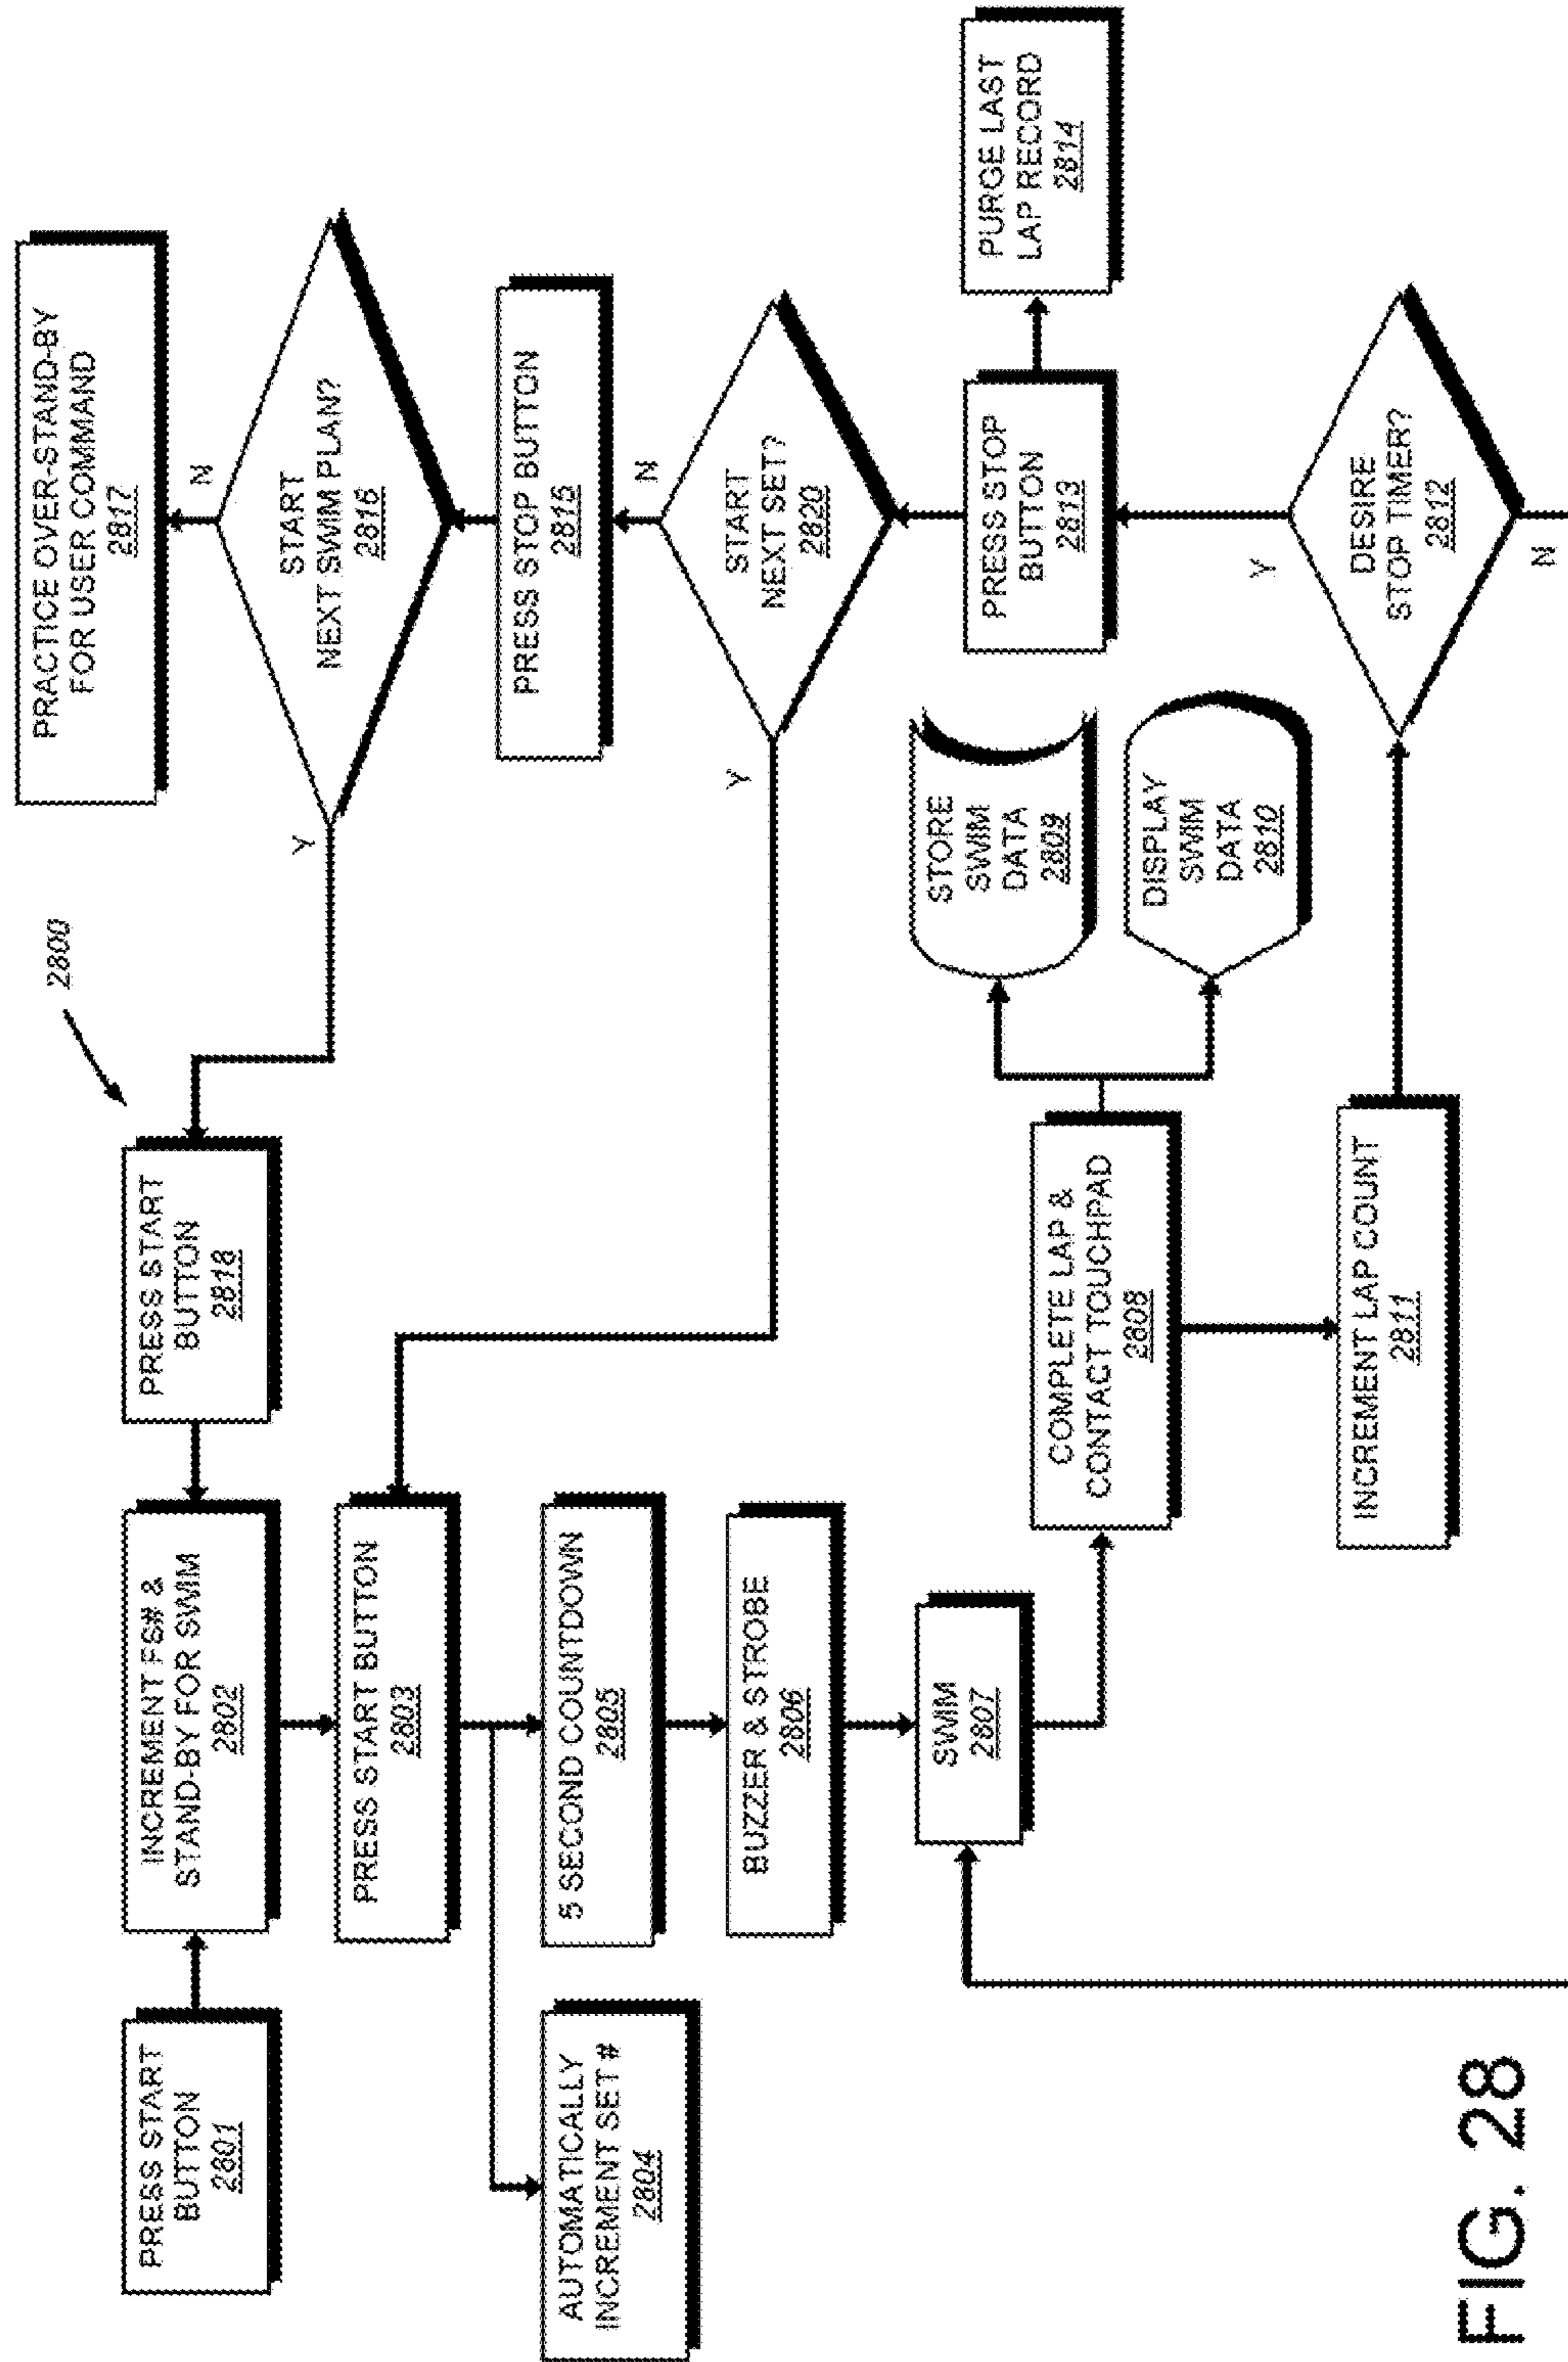 2800
PRESS START
BUTTON
2801
INCREMENT FS# &
STAND-BY FOR SWIM
2802
PRESS START
BUTTON
2818
PRACTICE OVER-STAND-BY
FOR USER COMMAND
2817
N
START
NEXT SWIM PLAN?
2816
Y
PRESS START BUTTON
2803
AUTOMATICALLY
INCREMENT SET #
2804
5 SECOND COUNTDOWN
2805
PRESS STOP BUTTON
2815
BUZZER & STROBE
2806
N
START
NEXT SET?
2820
Y
SWIM
2807
STORE
SWIM
DATA
2809
PRESS STOP
BUTTON
2813
PURGE LAST
LAP RECORD
2814
COMPLETE LAP &
CONTACT TOUCHPAD
2808
DISPLAY
SWIM
DATA
2810
Y
INCREMENT LAP COUNT
2811
DESIRE
STOP TIMER?
2812
N
FIG. 28